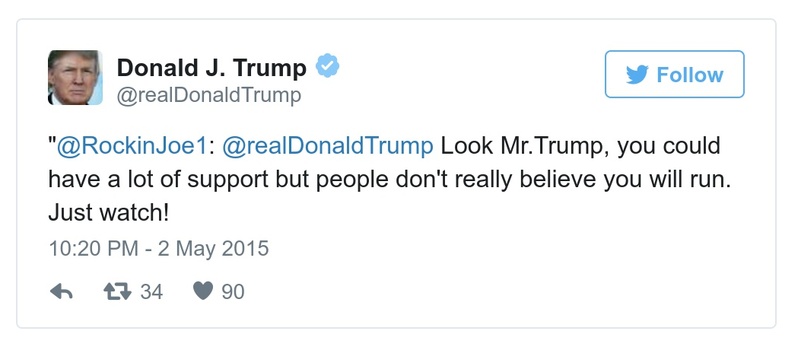 Donald J. Trump
@realDonaldTrump
Follow
"@RockinJoe1: @realDonaldTrump Look Mr.Trump, you could
have a lot of support but people don't really believe you will run.
Just watch!
10:20 PM - 2 May 2015
34 90